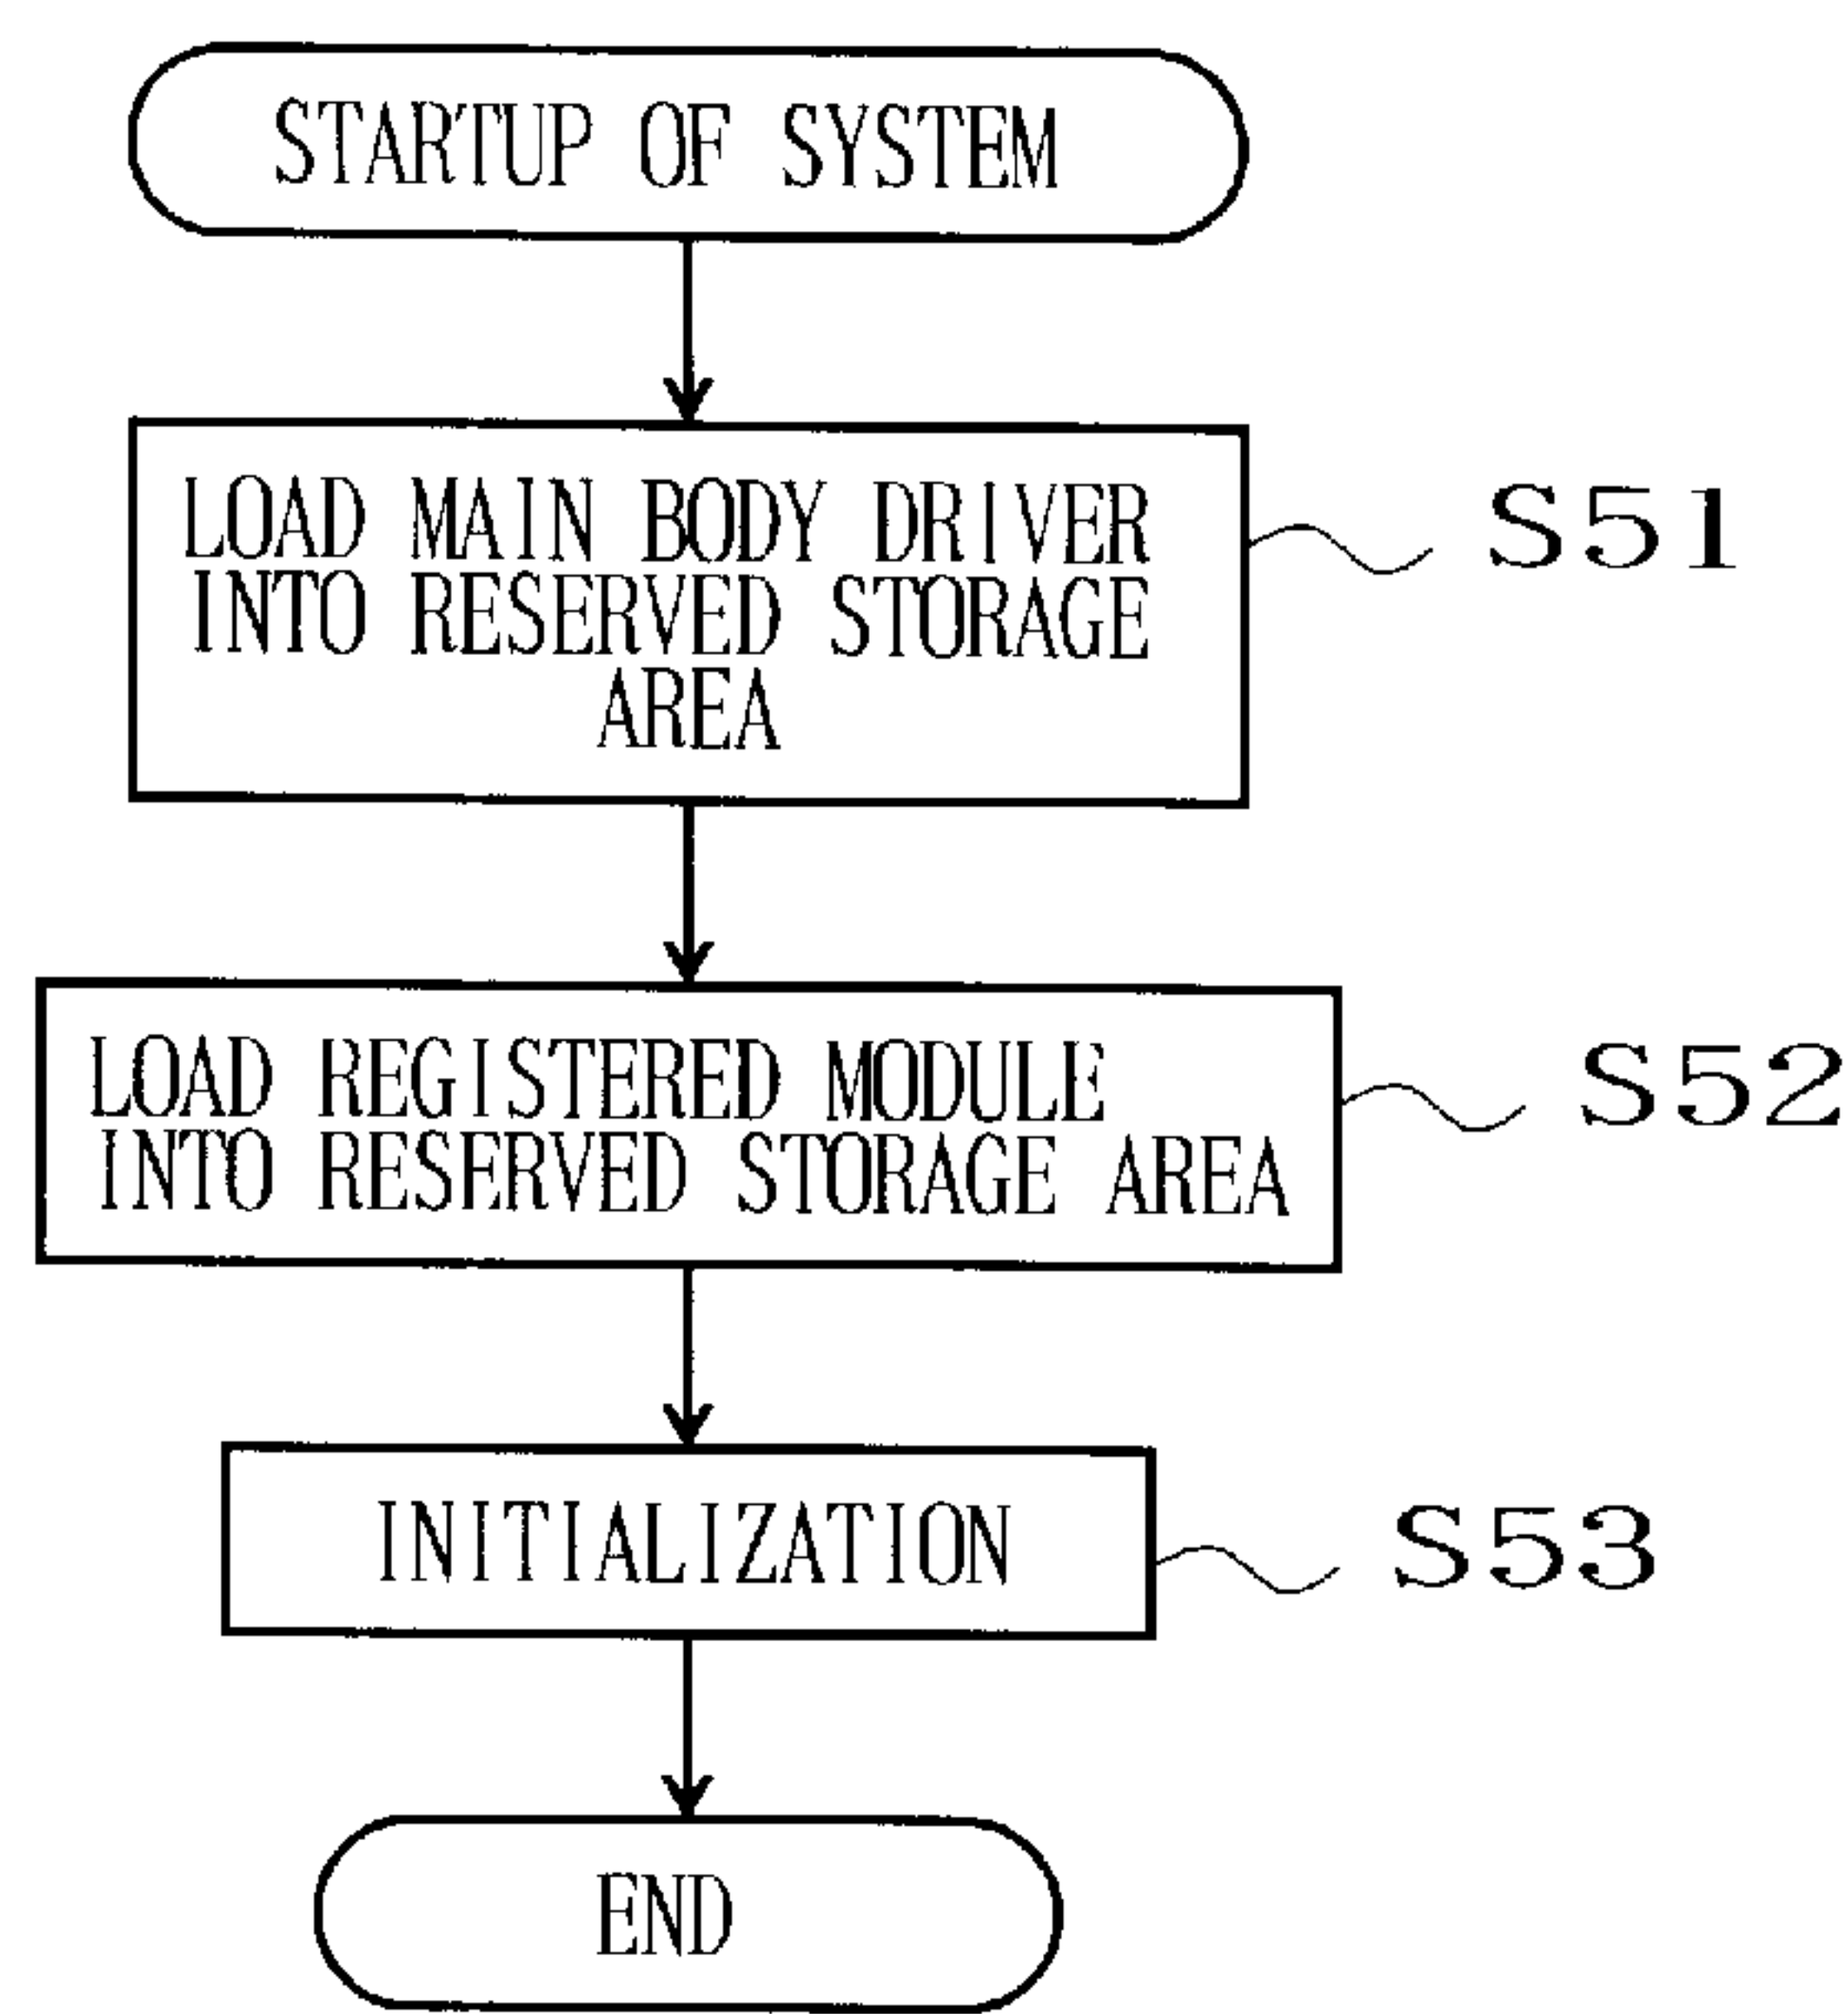 STARTUP OF SYSTEM
LOAD MAIN BODY DRIVER
INTO RESERVED STORAGE
AREA
S51
LOAD REGISTERED MODULE
INTO RESERVED STORAGE AREA
S52
INITIALIZATION
S53
END